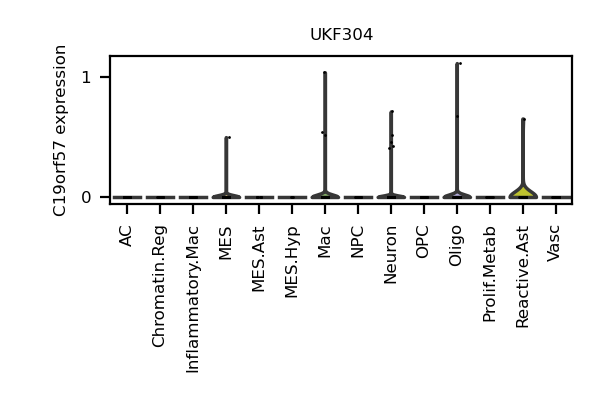 UKF304
C19orf57 expression
1
0
AC
Chromatin.Reg
Inflammatory.Mac
MES
MES.Ast
MES.Hyp
Mac
NPC
Neuron
OPC
Oligo
Prolif.Metab
Reactive.Ast
Vasc